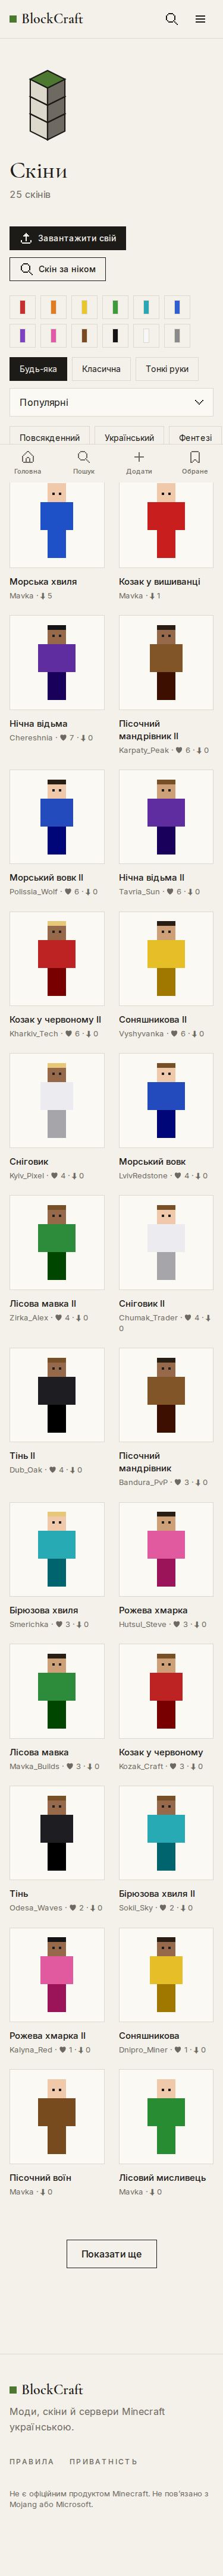 BlockCraft
Скіни
25 скінів
Завантажити свій
Скін за ніком
Будь-яка
Класична
Тонкі руки
Популярні
Повсякденний
Український
Фентезі
Головна
Пошук
Додати
Обране
Морська хвиля
Mavka · 5
Козак у вишиванці
Mavka · 1
Нічна відьма
Chereshnia · 7 · 0
Пісочний
мандрівник II
Karpaty_Peak · 6 · 0
Морський вовк II
Polissia_Wolf · 6 · 0
Нічна відьма II
Tavria_Sun · 6 · 0
Козак у червоному II
Kharkiv_Tech · 6 · 0
Соняшникова II
Vyshyvanka · 6 · 0
Сніговик
Kyiv_Pixel · 4 · 0
Морський вовк
LvivRedstone · 4 · 0
Лісова мавка II
Zirka_Alex · 4 · 0
Сніговик II
Chumak_Trader · 4 ·
0
Тінь II
Dub_Oak · 4 · 0
Пісочний
мандрівник
Bandura_PvP · 3 · 0
Бірюзова хвиля
Smerichka · 3 · 0
Рожева хмарка
Hutsul_Steve · 3 · 0
Лісова мавка
Mavka_Builds · 3 · 0
Козак у червоному
Kozak_Craft · 3 · 0
Тінь
Odesa_Waves · 2 · 0
Бірюзова хвиля II
Sokil_Sky · 2 · 0
Рожева хмарка II
Kalyna_Red · 1 · 0
Соняшникова
Dnipro_Miner · 1 · 0
Пісочний воїн
Mavka · 0
Лісовий мисливець
Mavka · 0
Показати ще
BlockCraft
Моди, скіни й сервери Minecraft
українською.
ПРАВИЛА
ПРИВАТНІСТЬ
Не є офіційним продуктом Minecraft. Не пов'язано з
Mojang або Microsoft.